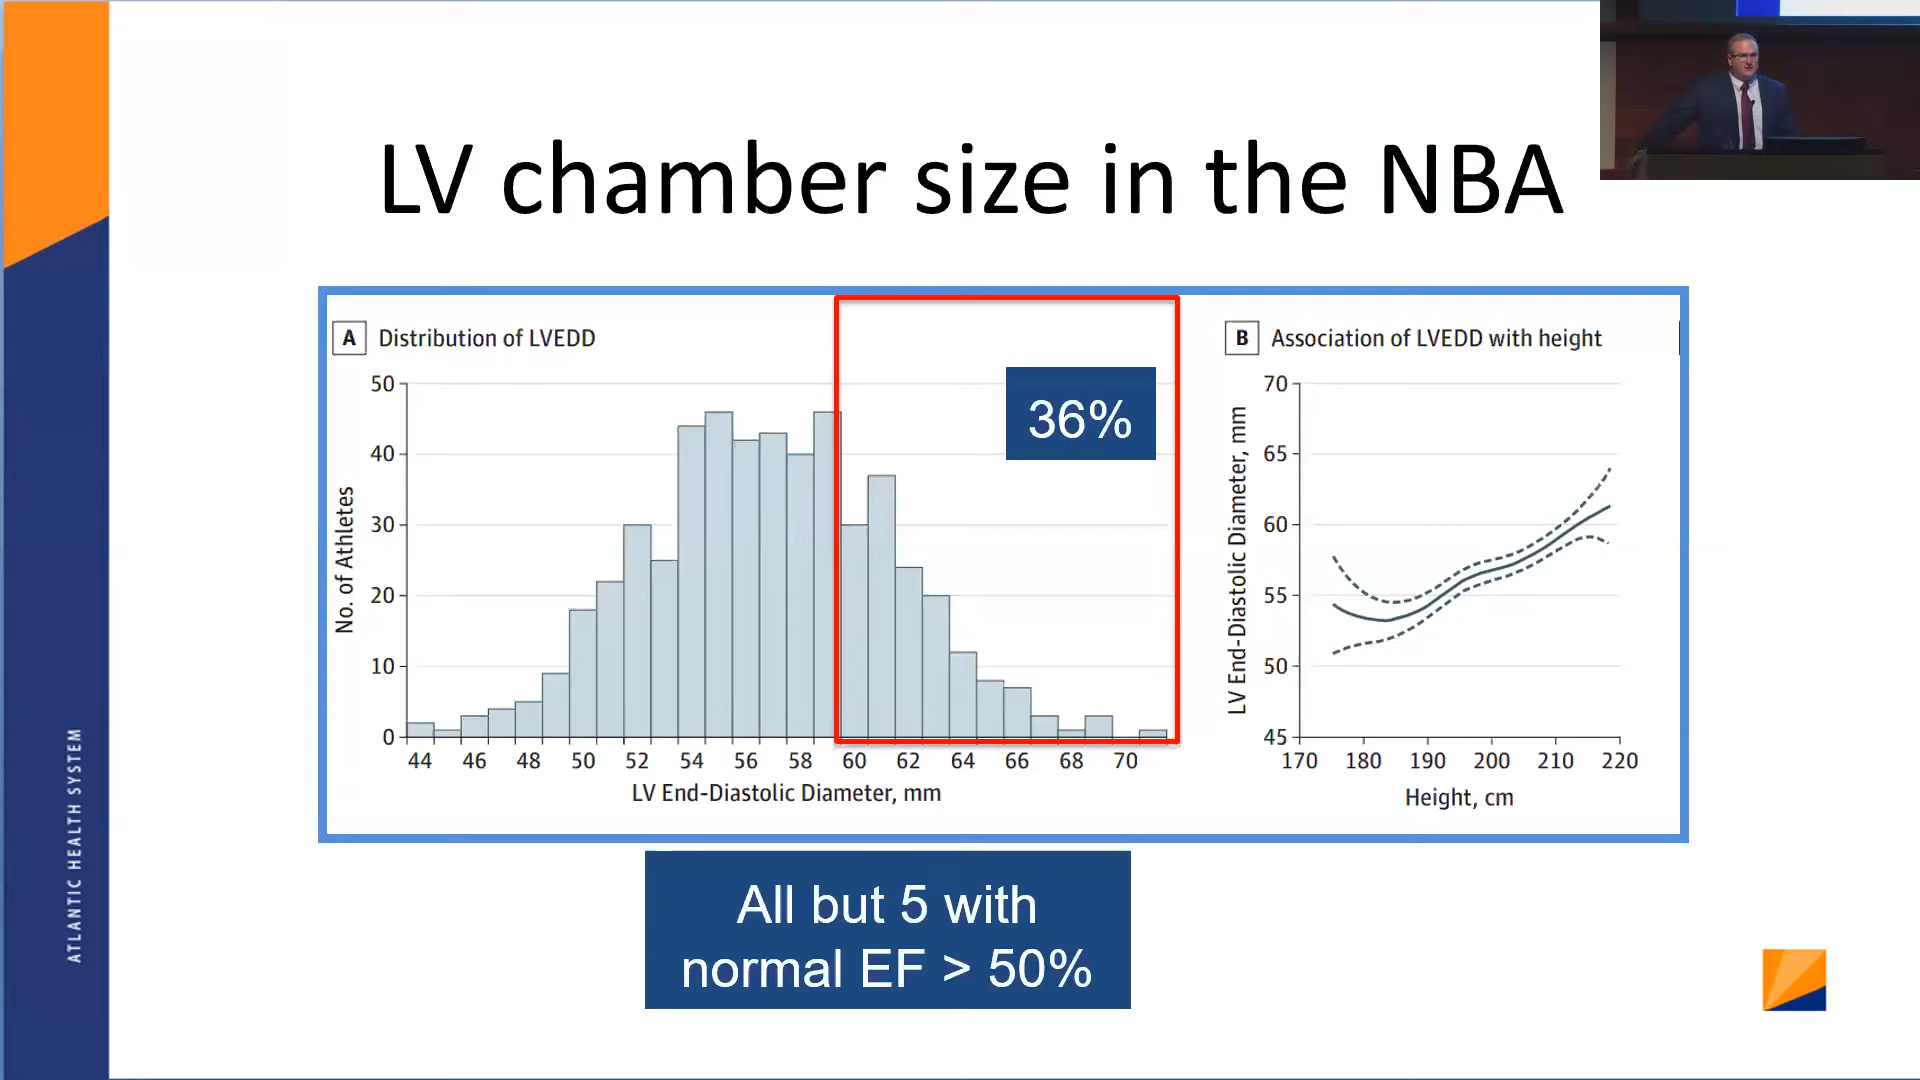 LV chamber size in the NBA
A Distribution of LVEDD
50
40
30
20
10
0
No. of Athletes
44 46 48 50 52 54 56 58 60 62 64 66 68 70
LV End-Diastolic Diameter, mm
36%
B Association of LVEDD with height
70
65
60
55
50
45
LV End-Diastolic Diameter, mm
170 180 190 200 210 220
Height, cm
All but 5 with
normal EF > 50%
ATLANTIC HEALTH SYSTEM